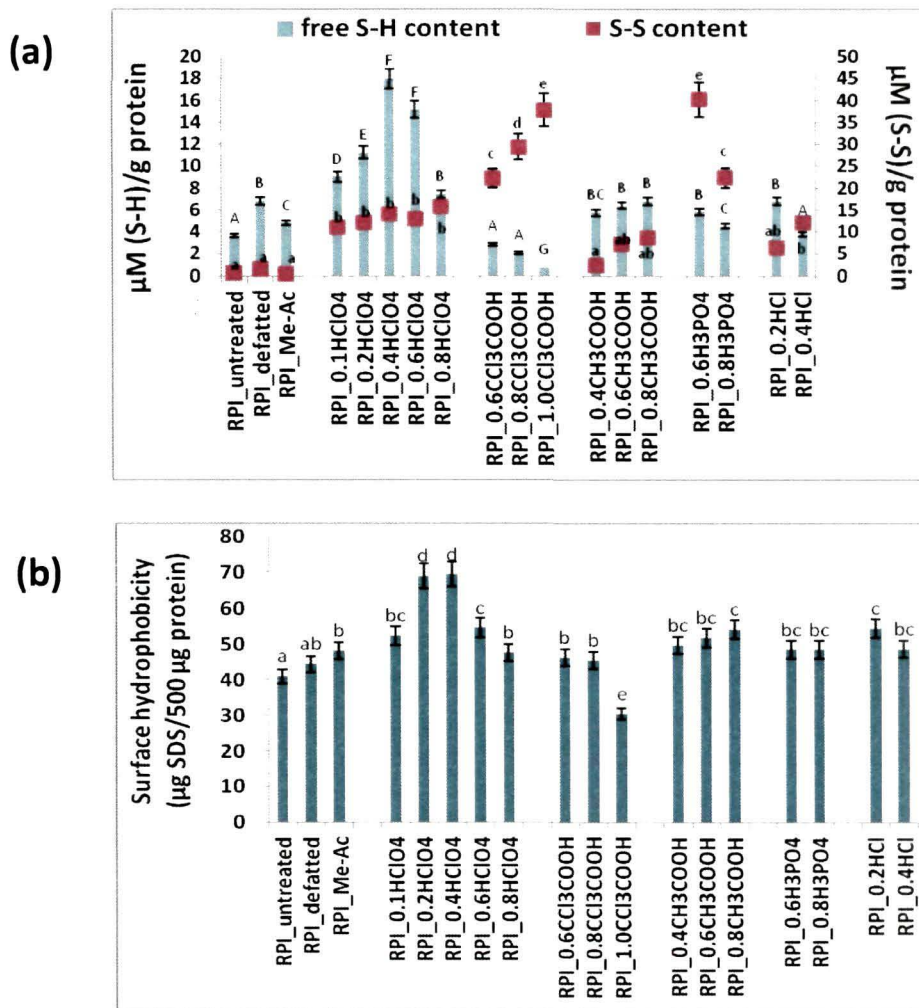 (a)
free S-H content S-S content
µM (S-H)/g protein
20
18
16
14
12
10
8
6
4
2
0
50
45
40
35
30
25
20
15
10
5
0
µM (S-S)/g protein
A B C D E F F B A A G BC B B B C B A
a a a b b b b b c d e a ab ab e c ab b
RPI_untreated
RPI_defatted
RPI_Me-Ac
RPI_0.1HClO4
RPI_0.2HClO4
RPI_0.4HClO4
RPI_0.6HClO4
RPI_0.8HClO4
RPI_0.6CCl3COOH
RPI_0.8CCl3COOH
RPI_1.0CCl3COOH
RPI_0.4CH3COOH
RPI_0.6CH3COOH
RPI_0.8CH3COOH
RPI_0.6H3PO4
RPI_0.8H3PO4
RPI_0.2HCl
RPI_0.4HCl
(b)
Surface hydrophobicity
(µg SDS/500 µg protein)
80
70
60
50
40
30
20
10
0
a ab b bc d d c b b b e bc bc c bc bc c bc
RPI_untreated
RPI_defatted
RPI_Me-Ac
RPI_0.1HClO4
RPI_0.2HClO4
RPI_0.4HClO4
RPI_0.6HClO4
RPI_0.8HClO4
RPI_0.6CCl3COOH
RPI_0.8CCl3COOH
RPI_1.0CCl3COOH
RPI_0.4CH3COOH
RPI_0.6CH3COOH
RPI_0.8CH3COOH
RPI_0.6H3PO4
RPI_0.8H3PO4
RPI_0.2HCl
RPI_0.4HCl